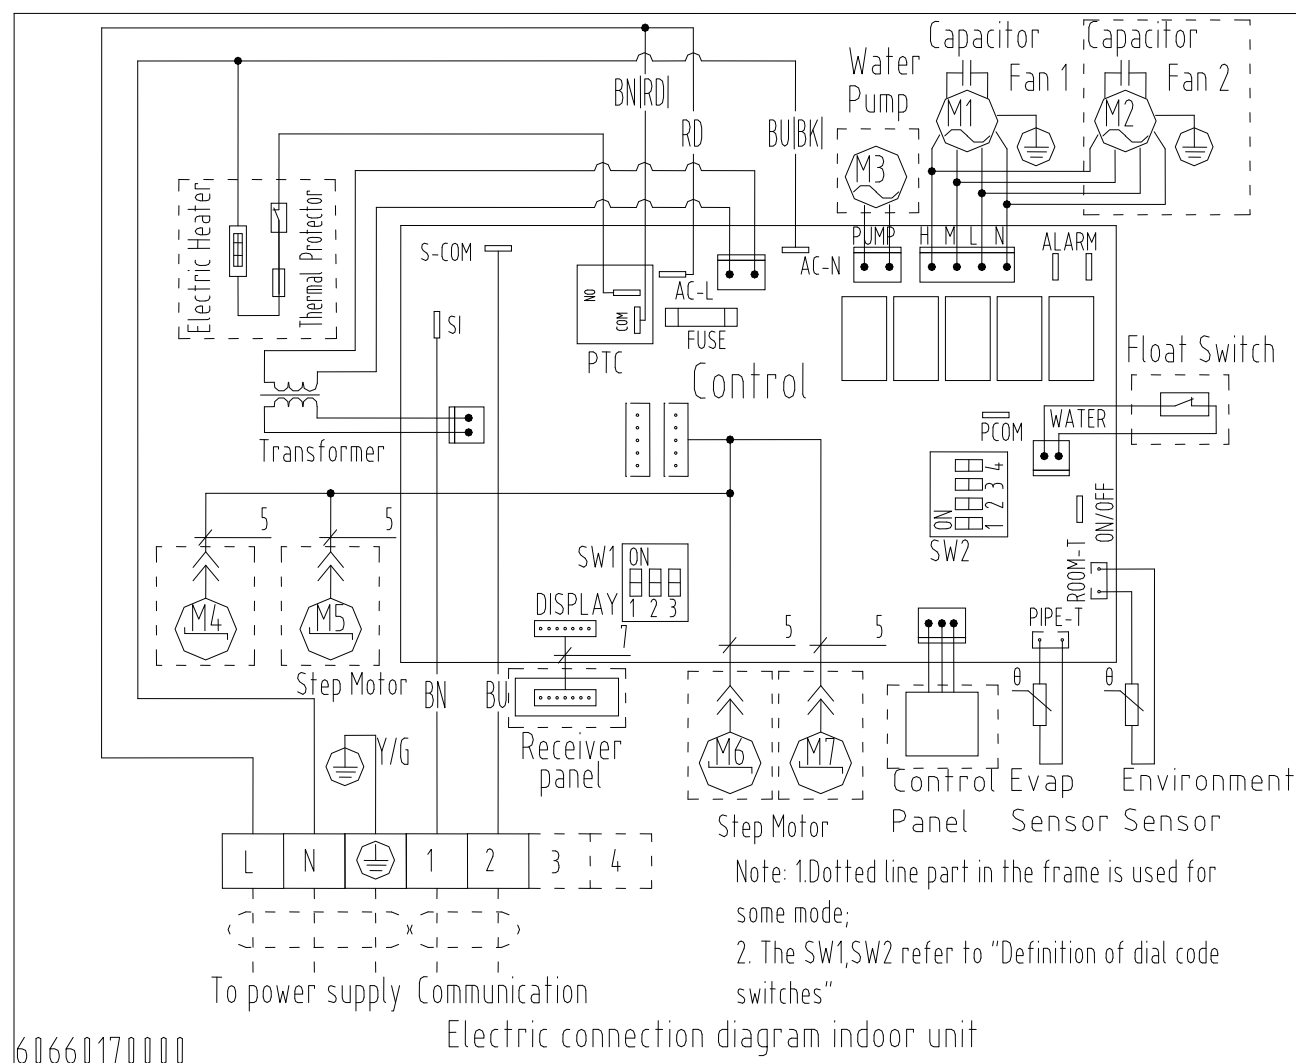 Capacitor
Capacitor
Water
Pump
Fan 1
Fan 2
BN|RD|
RD
BU|BK|
M1
M2
M3
Electric Heater
Thermal Protector
S-COM
PUMP
H M L N
ALARM
AC-N
AC-L
NO
COM
SI
FUSE
PTC
Control
Float Switch
Transformer
PCOM
WATER
ON
1 2 3 4
SW2
ON/OFF
5
5
SW1
ON
1 2 3
ROOM-T
DISPLAY
7
M4
M5
5
5
PIPE-T
Step Motor
BN
BU
θ
θ
Y/G
Receiver
panel
M6
M7
Control
Panel
Evap
Sensor
Environment
Sensor
Step Motor
L N 1 2 3 4
Note: 1.Dotted line part in the frame is used for
some mode;
2. The SW1,SW2 refer to "Definition of dial code
switches"
To power supply
Communication
Electric connection diagram indoor unit
60660170000